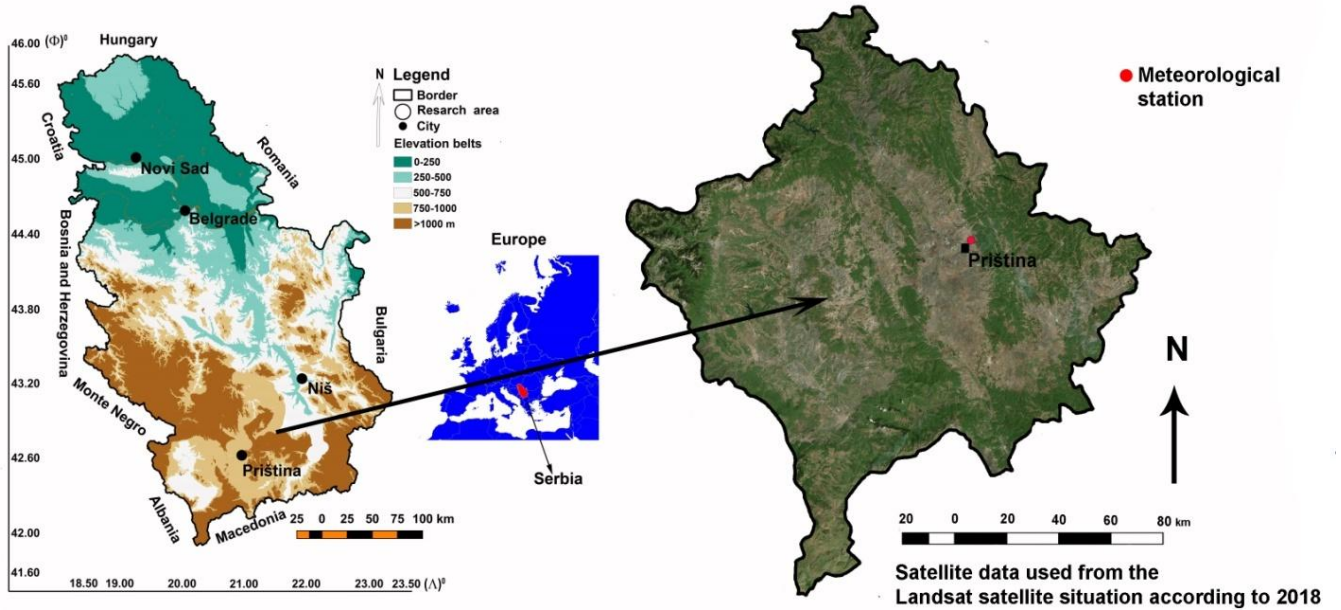 46.00 (Φ)⁰
45.60
45.00
44.40
43.80
43.20
42.60
42.00
41.60
18.50 19.00 20.00 21.00 22.00 23.00 23.50 (Λ)⁰
Hungary
Croatia
Romania
Bosnia and Herzegovina
Bulgaria
Monte Negro
Albania
Macedonia
Novi Sad
Belgrade
Niš
Priština
N
Legend
Border
Resarch area
City
Elevation belts
0-250
250-500
500-750
750-1000
>1000 m
25 0 25 50 75 100 km
Europe
Serbia
Priština
Meteorological
station
N
20 0 20 40 60 80 km
Satellite data used from the
Landsat satellite situation according to 2018